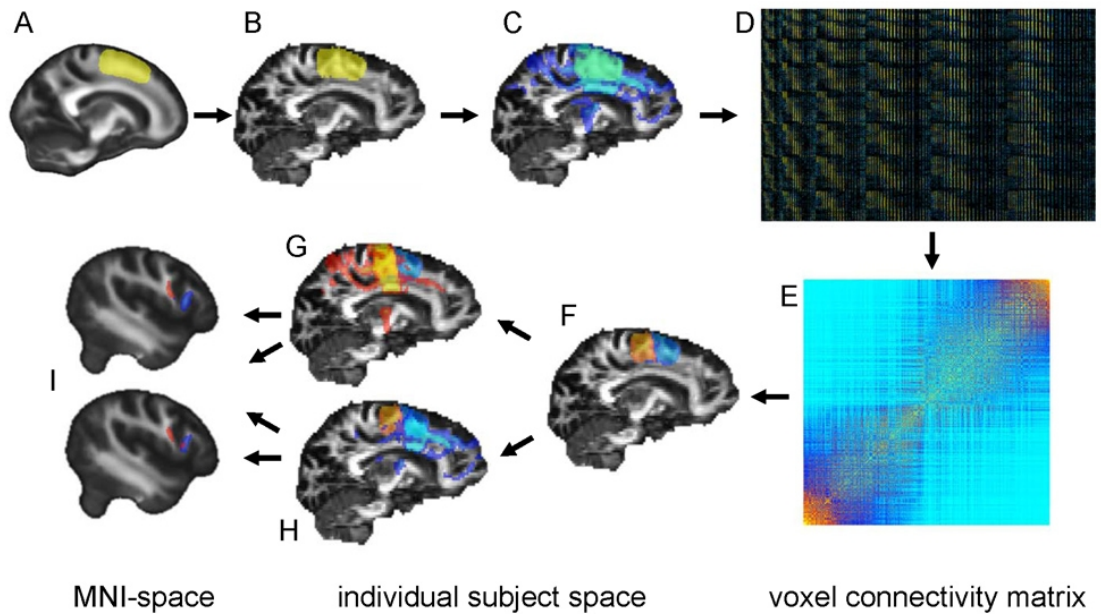 A
B
C
D
E
F
G
H
I
MNI-space
individual subject space
voxel connectivity matrix